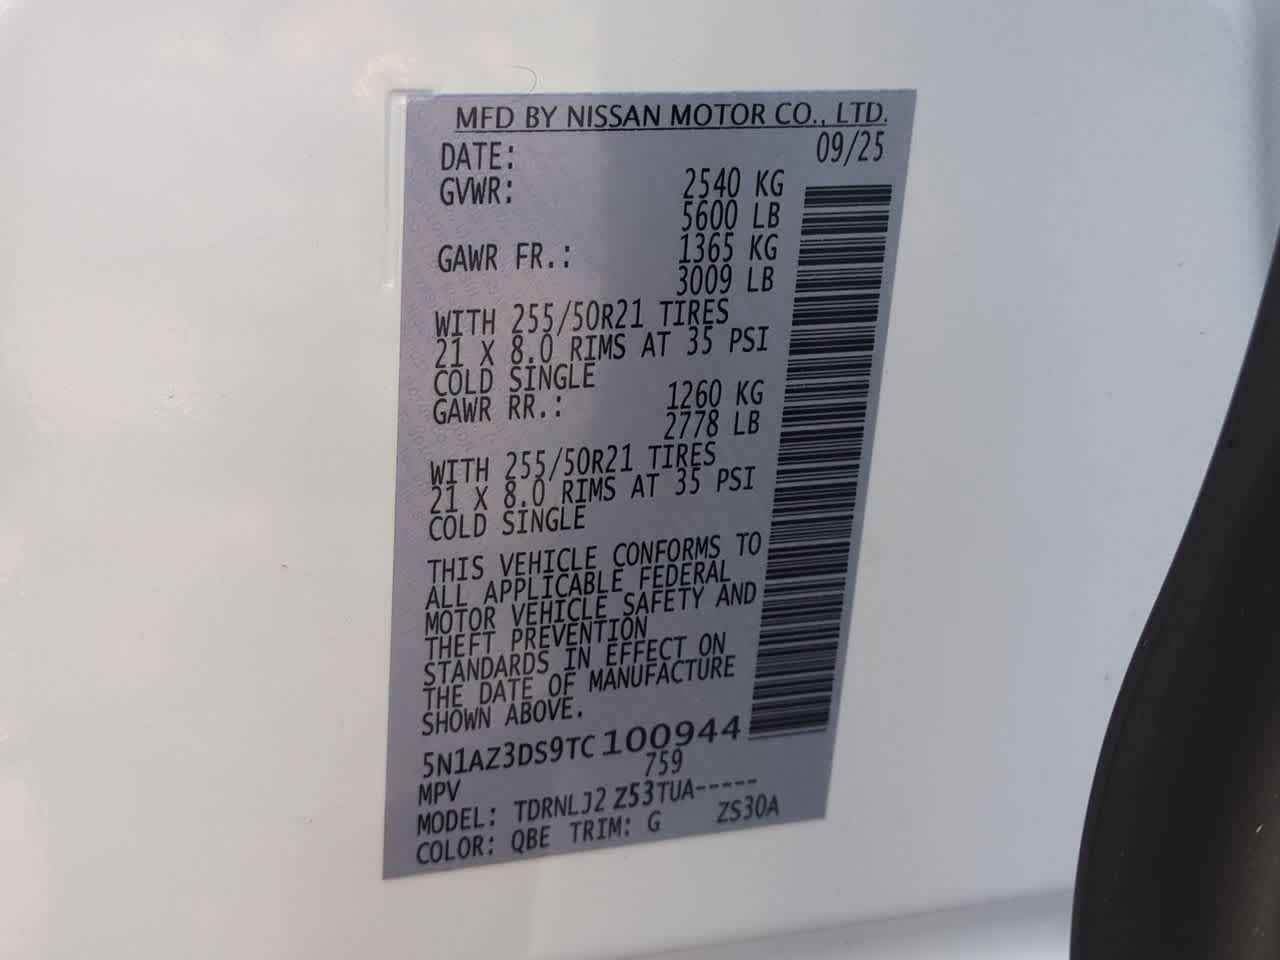 MFD BY NISSAN MOTOR CO., LTD.
DATE: 09/25
GVWR: 2540 KG
5600 LB
GAWR FR.: 1365 KG
3009 LB
WITH 255/50R21 TIRES
21 X 8.0 RIMS AT 35 PSI
COLD SINGLE
GAWR RR.: 1260 KG
2778 LB
WITH 255/50R21 TIRES
21 X 8.0 RIMS AT 35 PSI
COLD SINGLE
THIS VEHICLE CONFORMS TO
ALL APPLICABLE FEDERAL
MOTOR VEHICLE SAFETY AND
THEFT PREVENTION
STANDARDS IN EFFECT ON
THE DATE OF MANUFACTURE
SHOWN ABOVE.
5N1AZ3DS9TC100944
MPV 759
MODEL: TDRNLJ2 Z53TUA-----
COLOR: QBE TRIM: G ZS30A